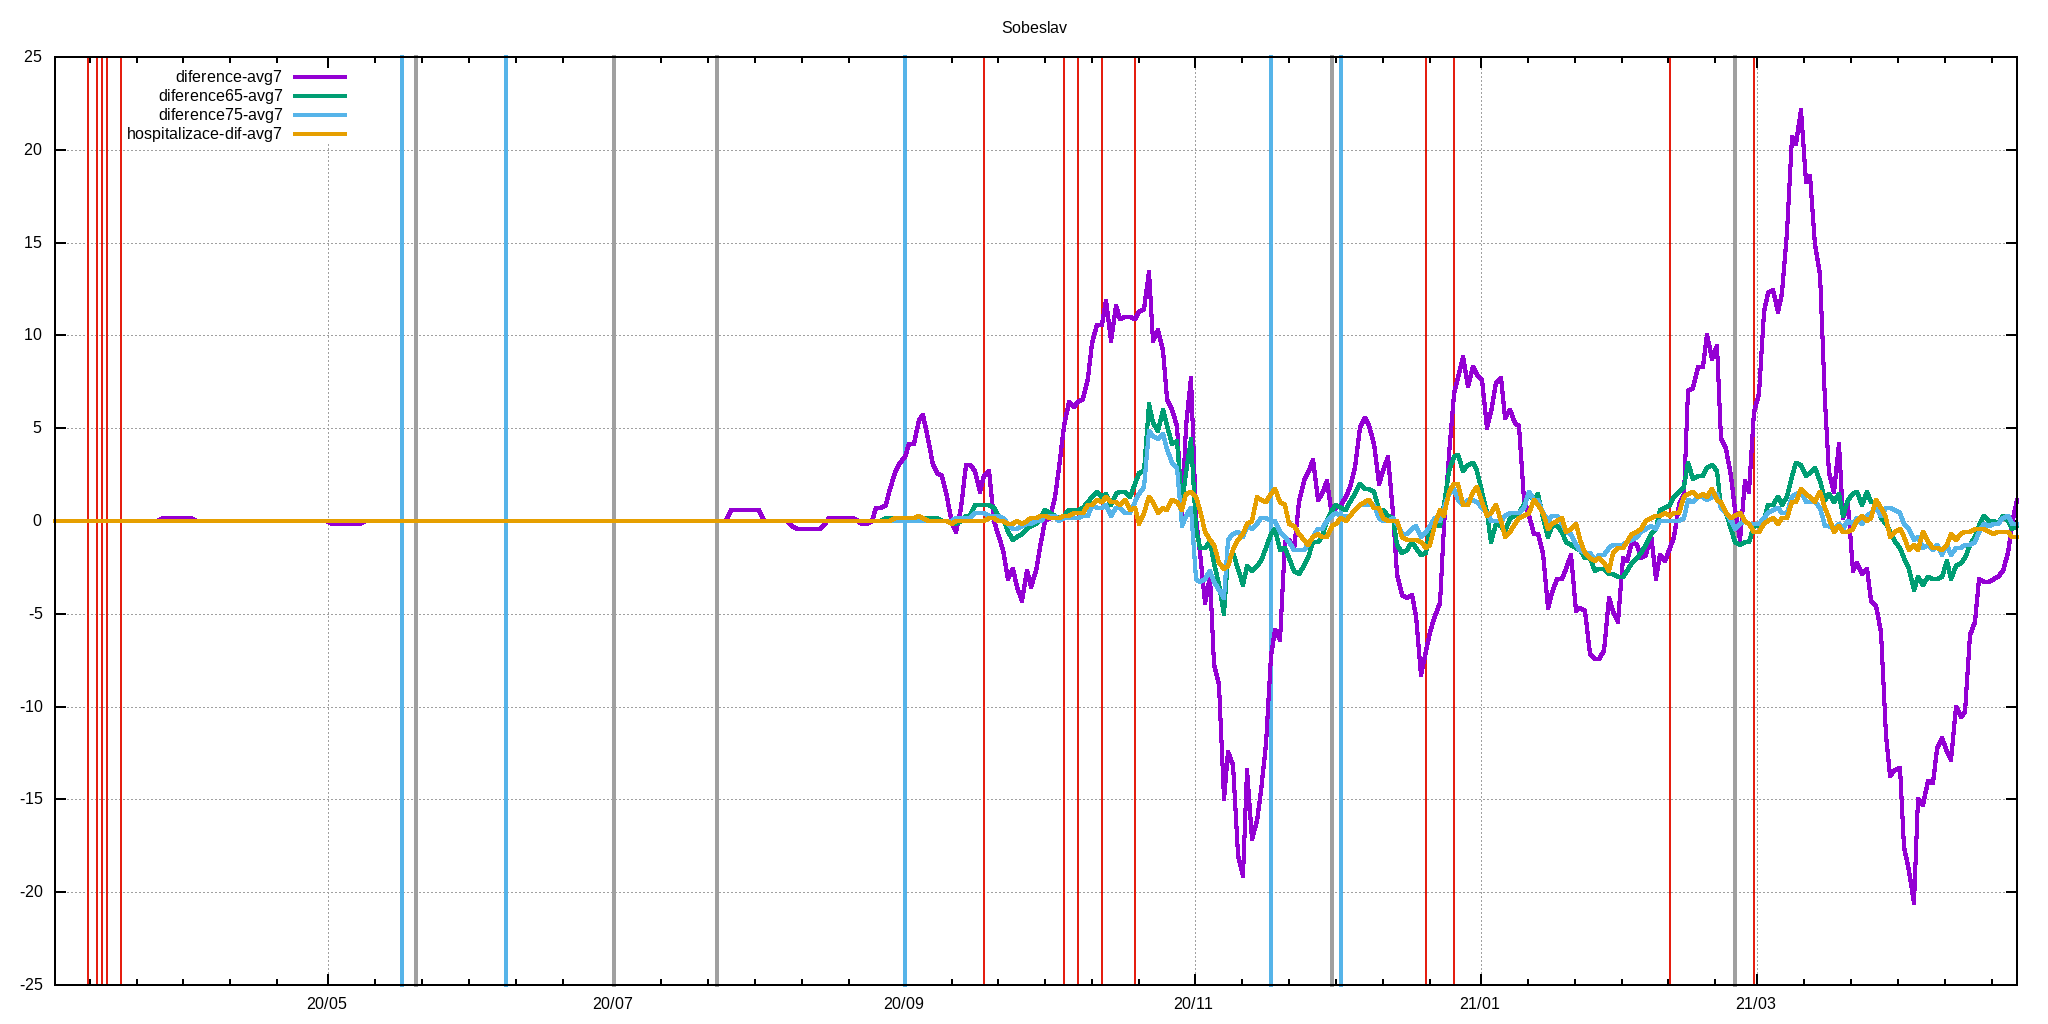 Sobeslav
diference-avg7
diference65-avg7
diference75-avg7
hospitalizace-dif-avg7
25
20
15
10
5
0
-5
-10
-15
-20
-25
20/05 20/07 20/09 20/11 21/01 21/03